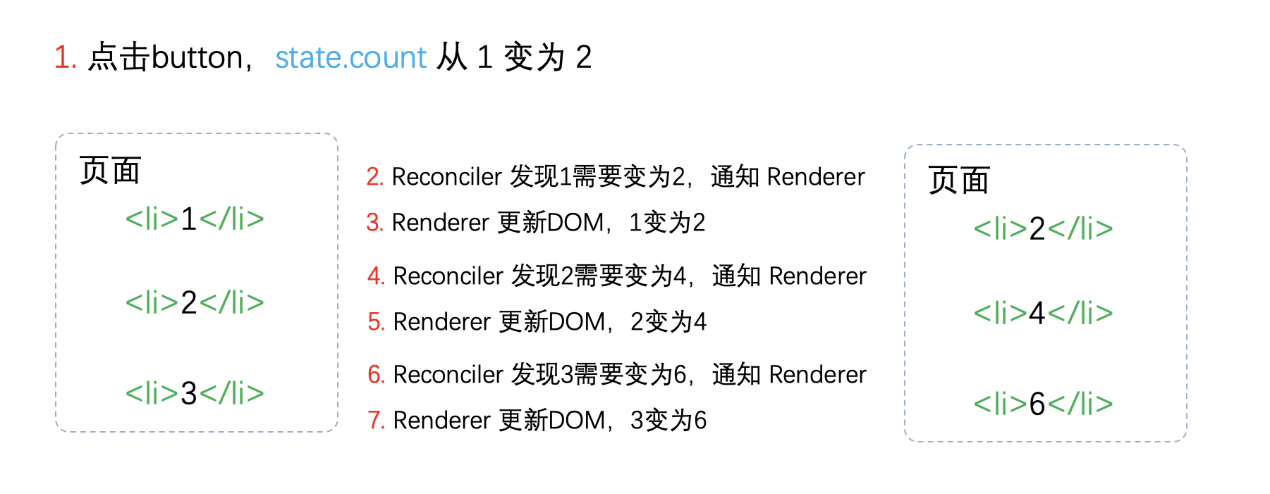 1. 点击button，state.count 从 1 变为 2
页面
<li>1</li>
<li>2</li>
<li>3</li>
2. Reconciler 发现1需要变为2，通知 Renderer
3. Renderer 更新DOM，1变为2
4. Reconciler 发现2需要变为4，通知 Renderer
5. Renderer 更新DOM，2变为4
6. Reconciler 发现3需要变为6，通知 Renderer
7. Renderer 更新DOM，3变为6
页面
<li>2</li>
<li>4</li>
<li>6</li>